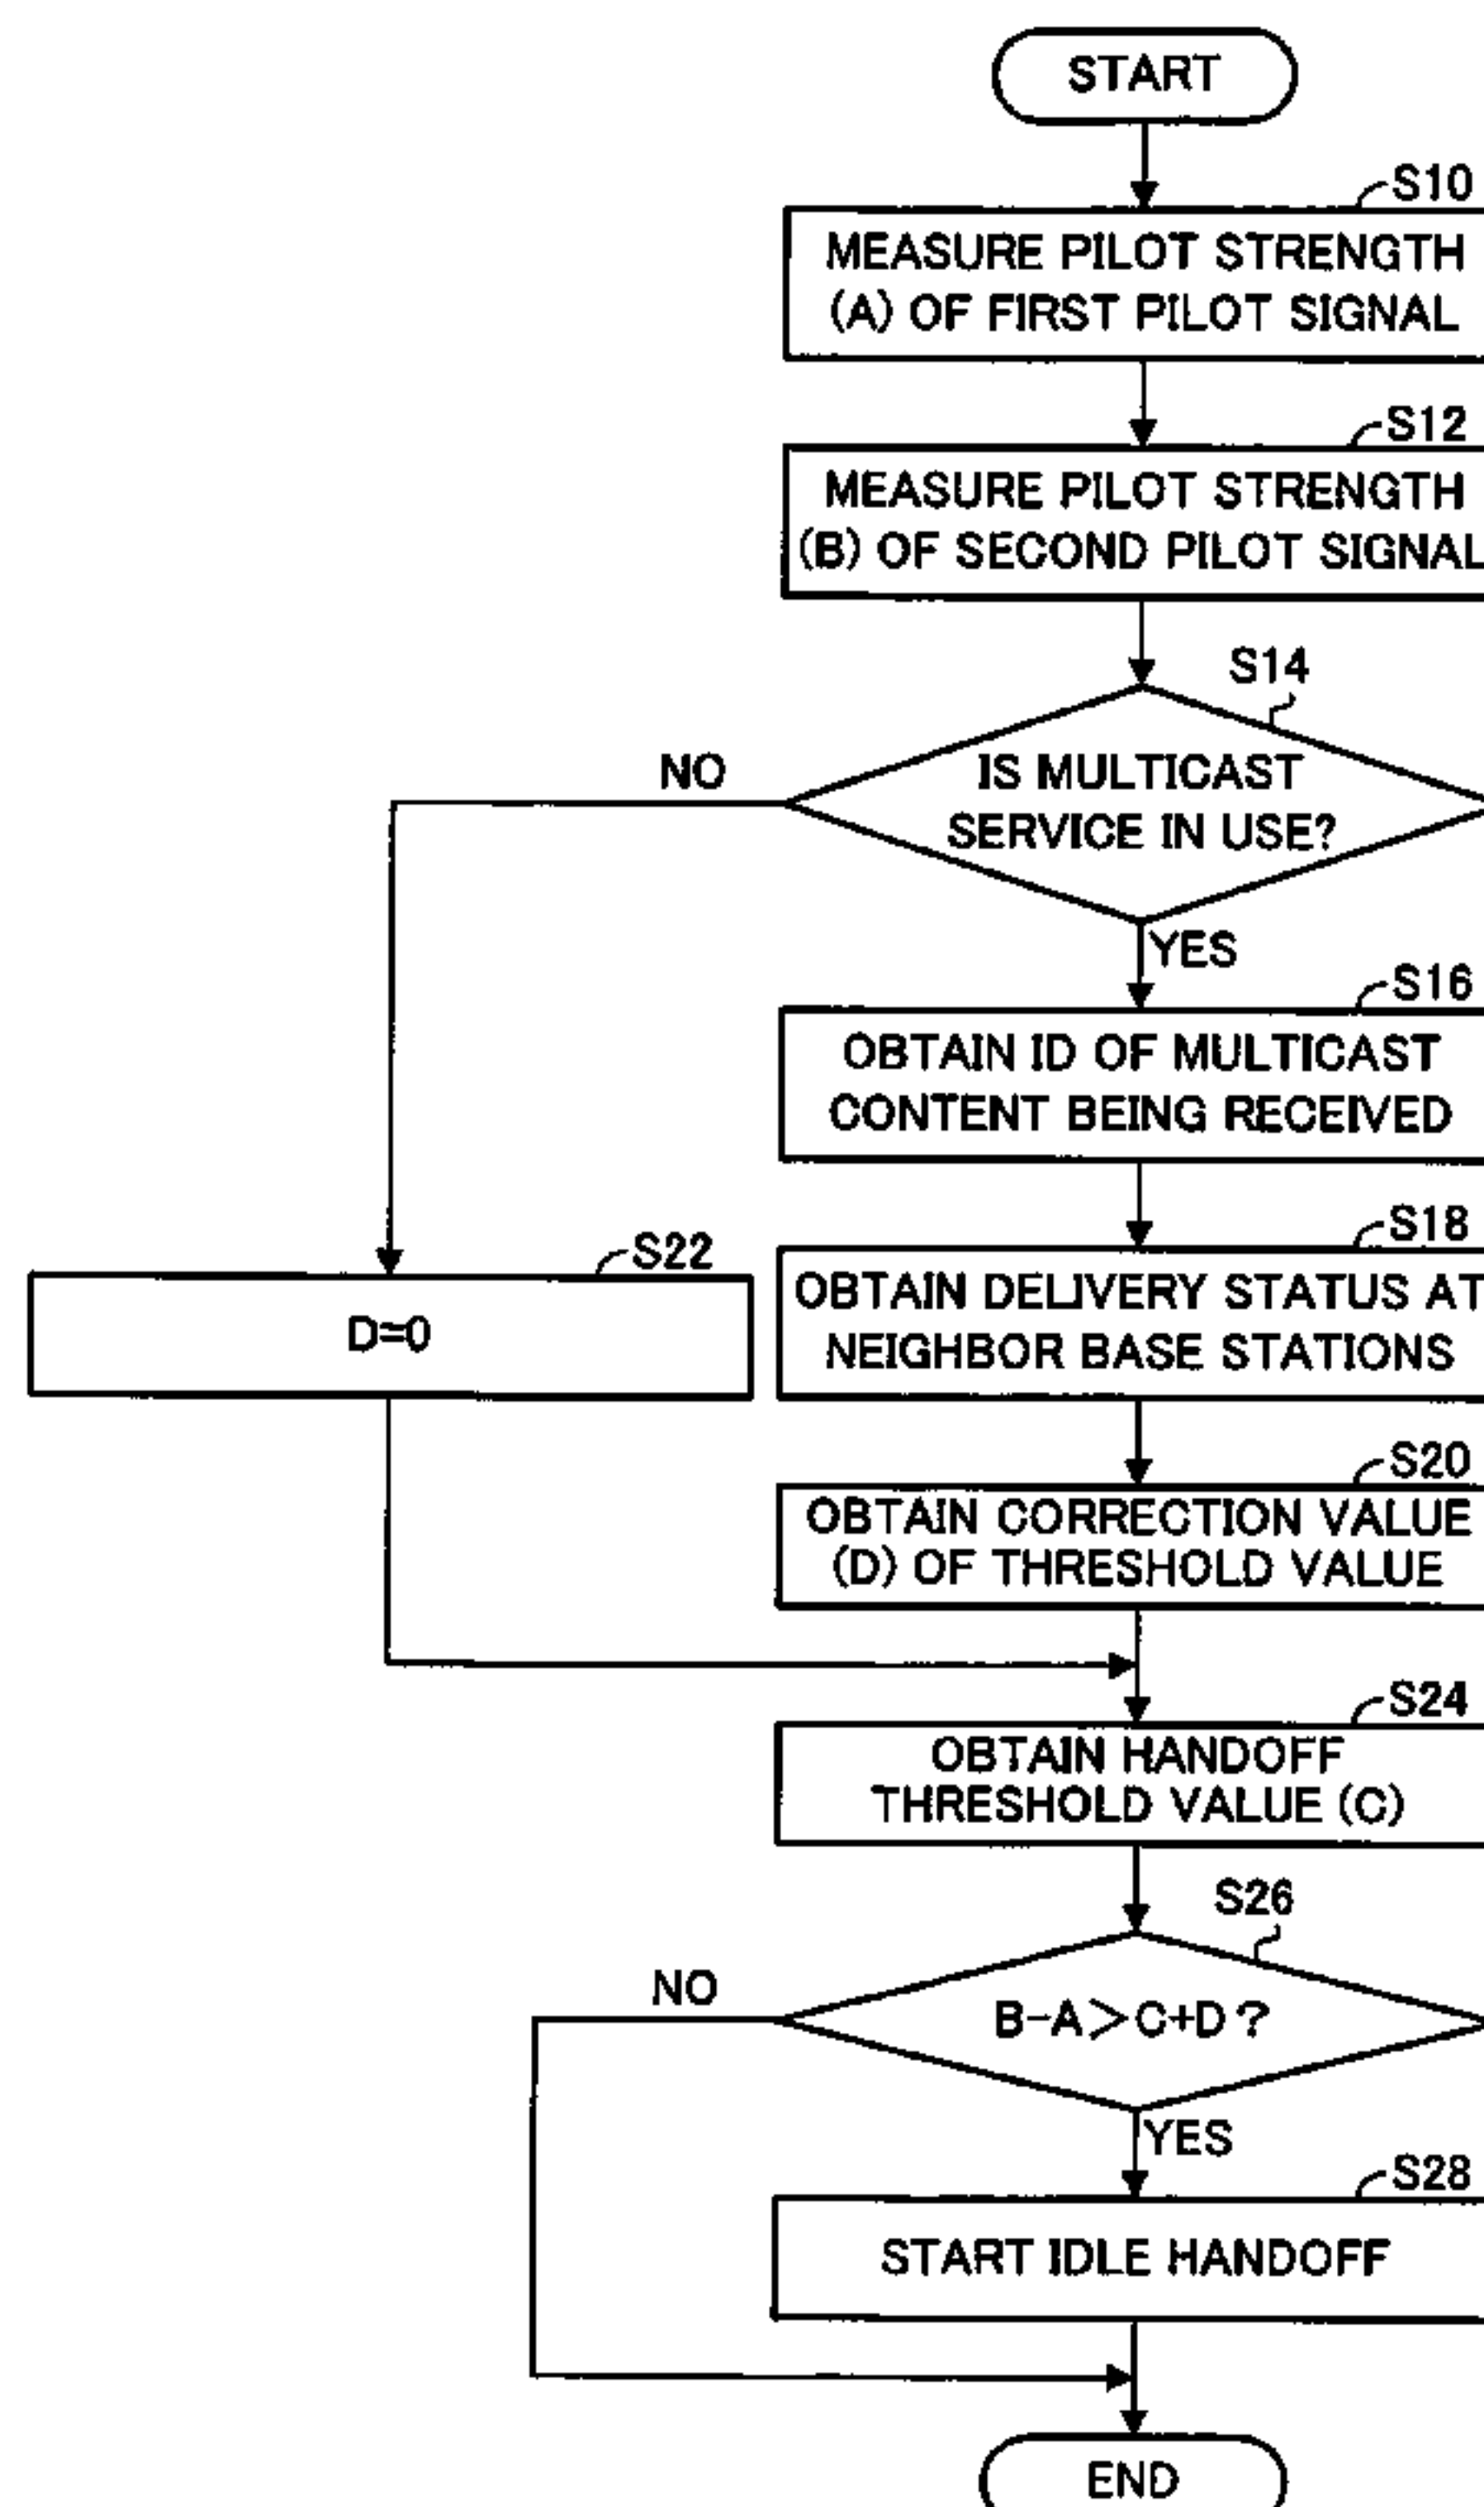 START
S10
MEASURE PILOT STRENGTH
(A) OF FIRST PILOT SIGNAL
S12
MEASURE PILOT STRENGTH
(B) OF SECOND PILOT SIGNAL
S14
NO
IS MULTICAST
SERVICE IN USE?
YES
S16
OBTAIN ID OF MULTICAST
CONTENT BEING RECEIVED
S22
D=0
S18
OBTAIN DELIVERY STATUS AT
NEIGHBOR BASE STATIONS
S20
OBTAIN CORRECTION VALUE
(D) OF THRESHOLD VALUE
S24
OBTAIN HANDOFF
THRESHOLD VALUE (C)
S26
NO
B-A>C+D ?
YES
S28
START IDLE HANDOFF
END